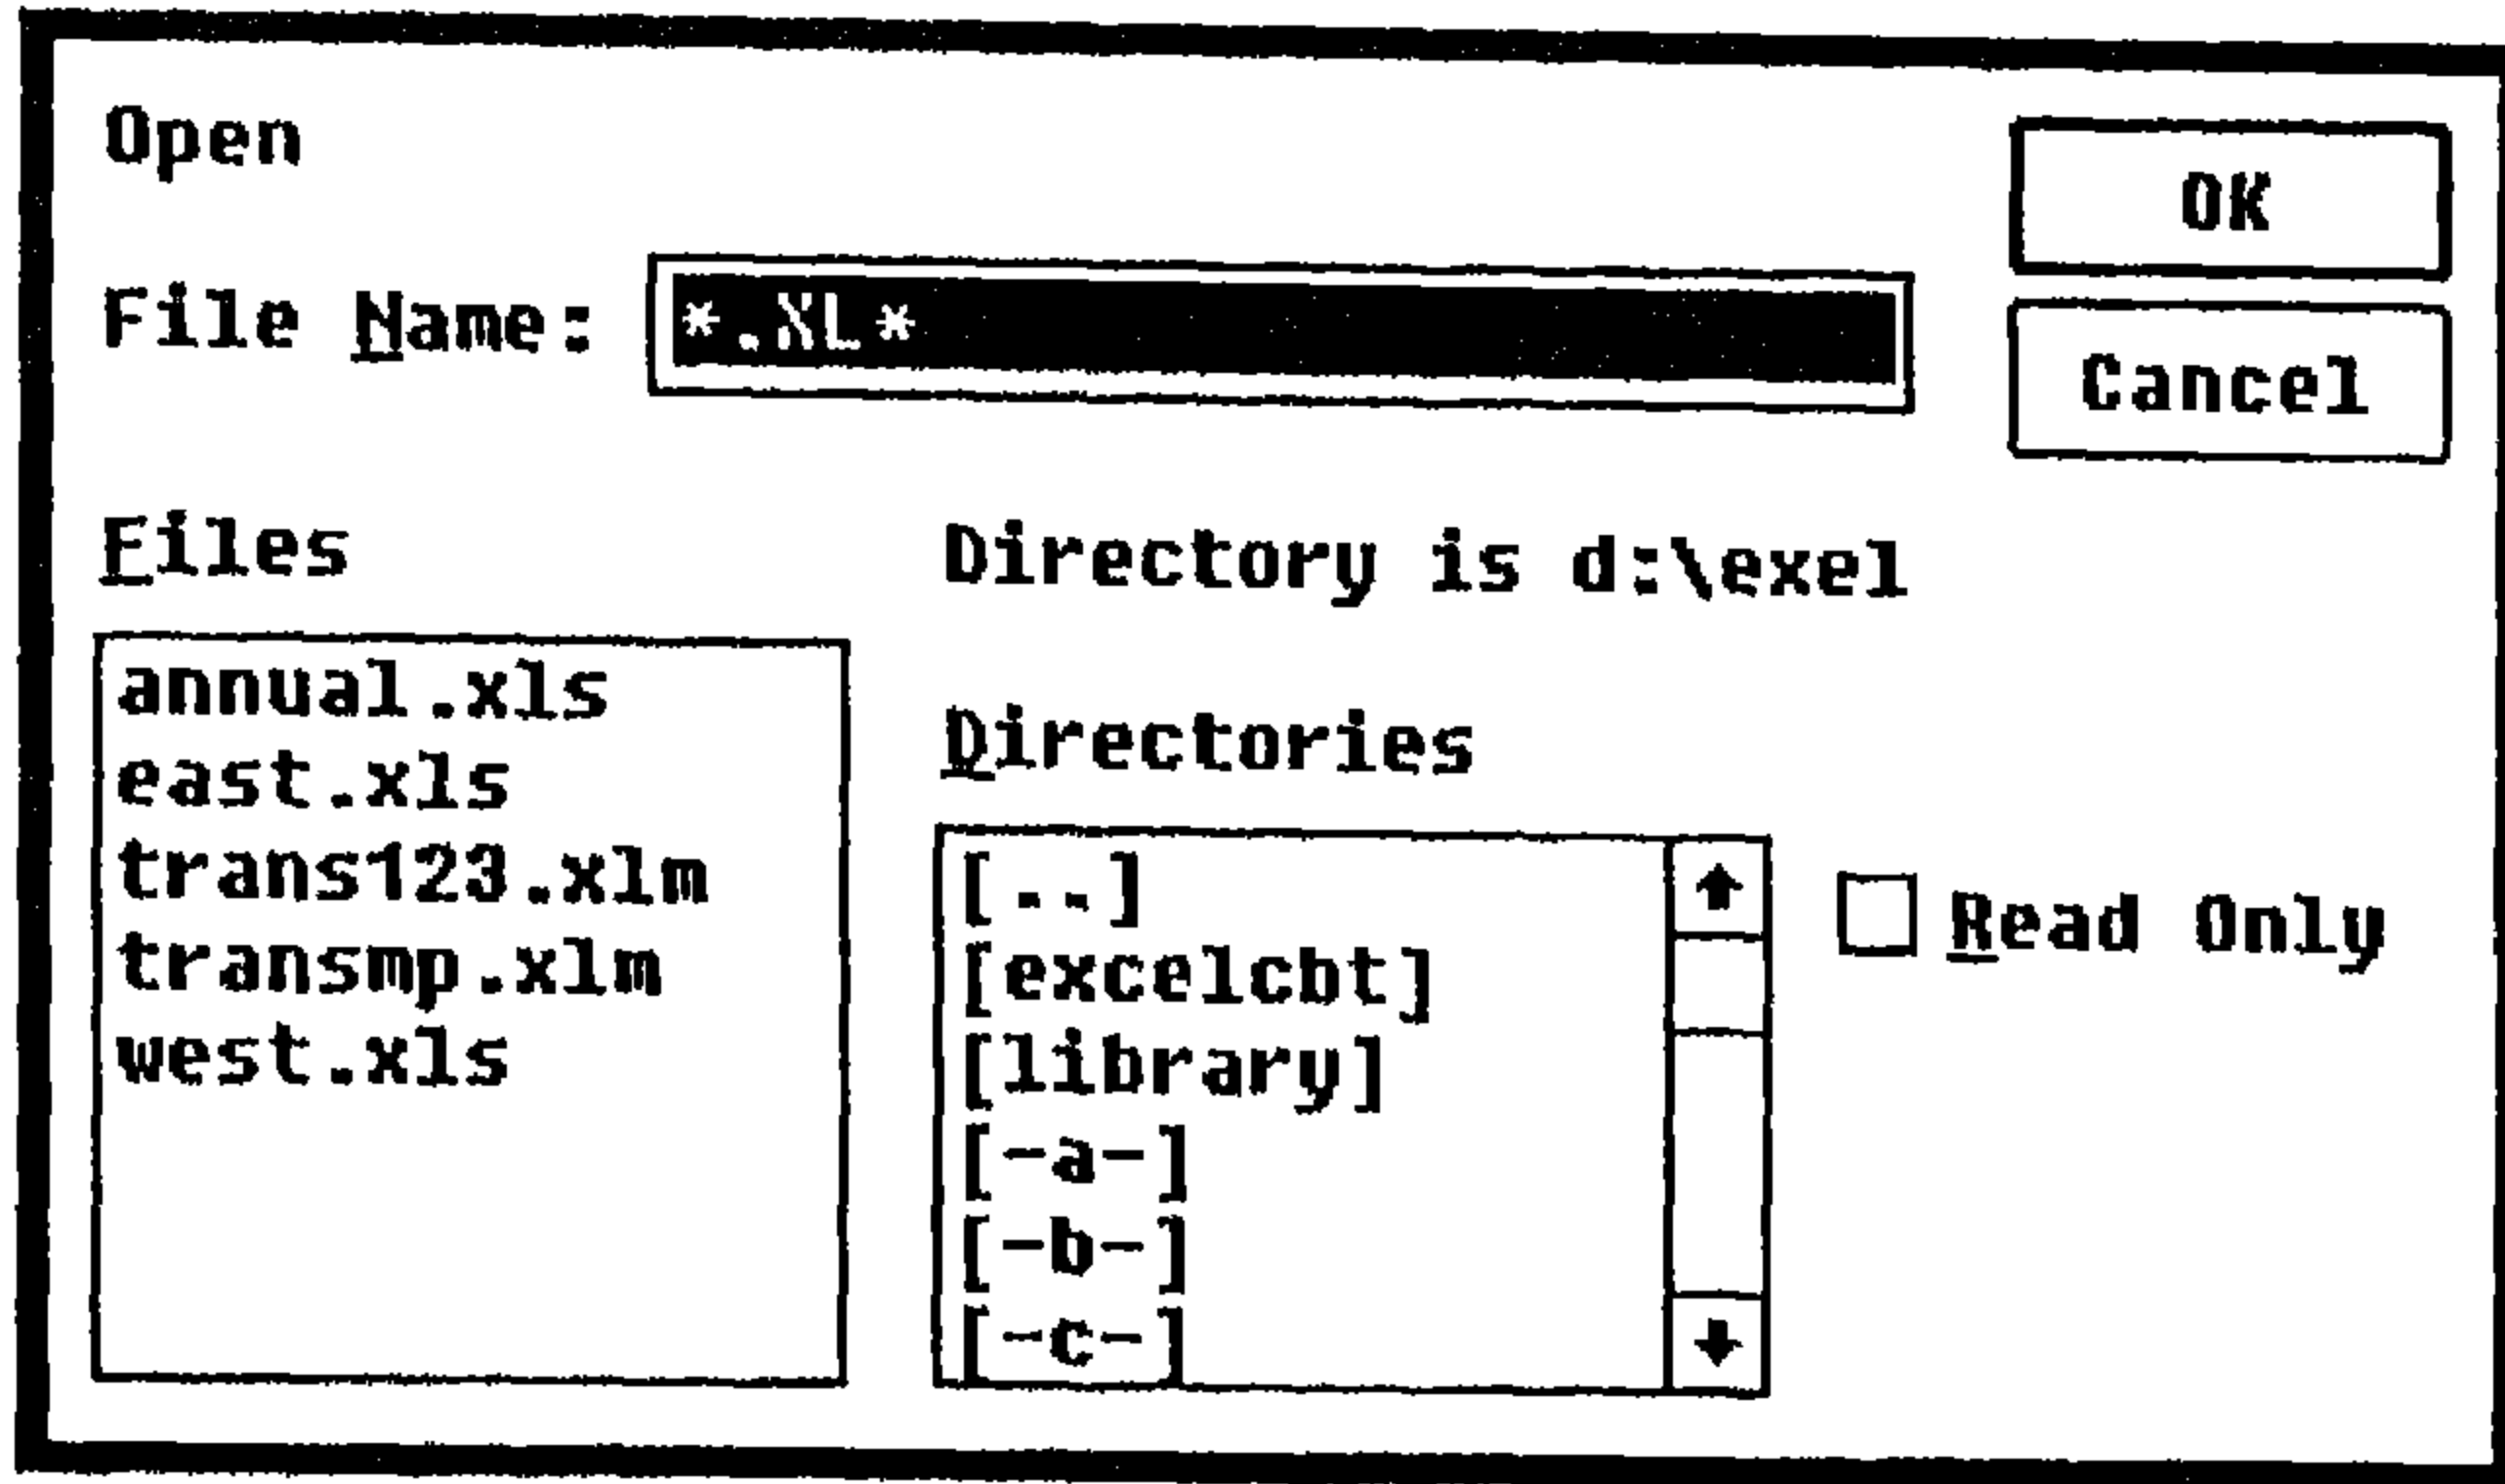 Open
OK
File Name: *.XL*
Cancel
Files
Directory is d:\exel
annual.xls
east.xls
trans123.xlm
transmp.xlm
west.xls
Directories
[..]
[excelcbt]
[library]
[-a-]
[-b-]
[-c-]
Read Only